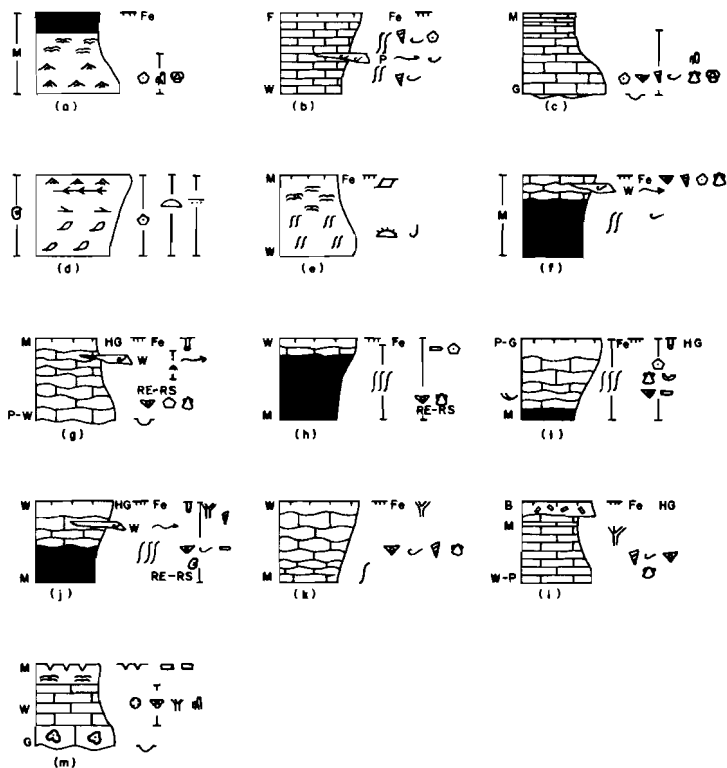 Fe
M
(a)
F Fe
P
W
(b)
M
G
(c)
(d)
M Fe
W
(e)
Fe
W
M
(f)
M HG Fe
W
RE-RS
P-W
(g)
W Fe
M RE-RS
(h)
P-G Fe HG
M
(i)
W HG Fe
W
M RE-RS
(j)
W Fe
M
(k)
B Fe HG
M
W-P
(l)
M
W
G
(m)